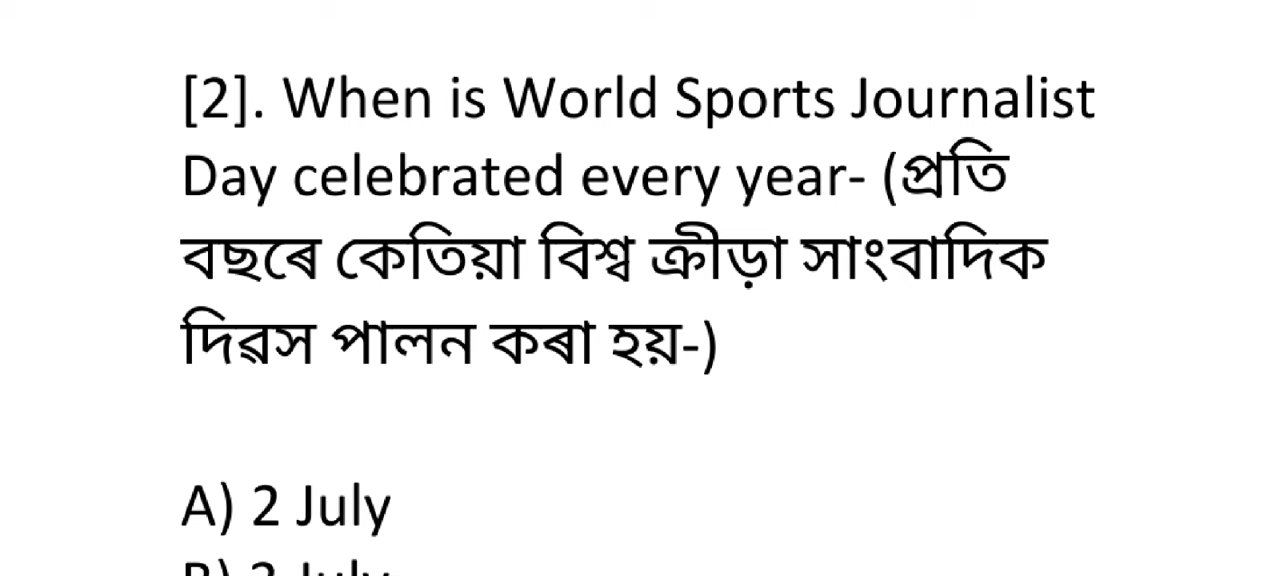 [2]. When is World Sports Journalist
Day celebrated every year- (প্ৰতি
বছৰে কেতিয়া বিশ্ব ক্ৰীড়া সাংবাদিক
দিৱস পালন কৰা হয়-)
A) 2 July